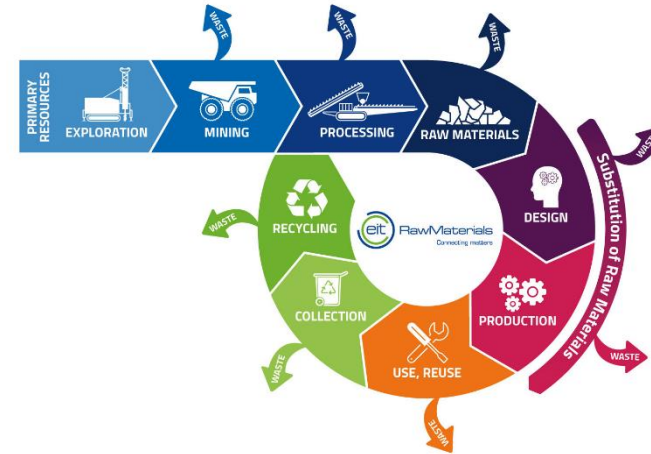 PRIMARY
RESOURCES
EXPLORATION
MINING
PROCESSING
RAW MATERIALS
DESIGN
PRODUCTION
USE, REUSE
COLLECTION
RECYCLING
WASTE
WASTE
WASTE
WASTE
WASTE
WASTE
WASTE
WASTE
Substitution of Raw Materials
eit RawMaterials
Connecting matters